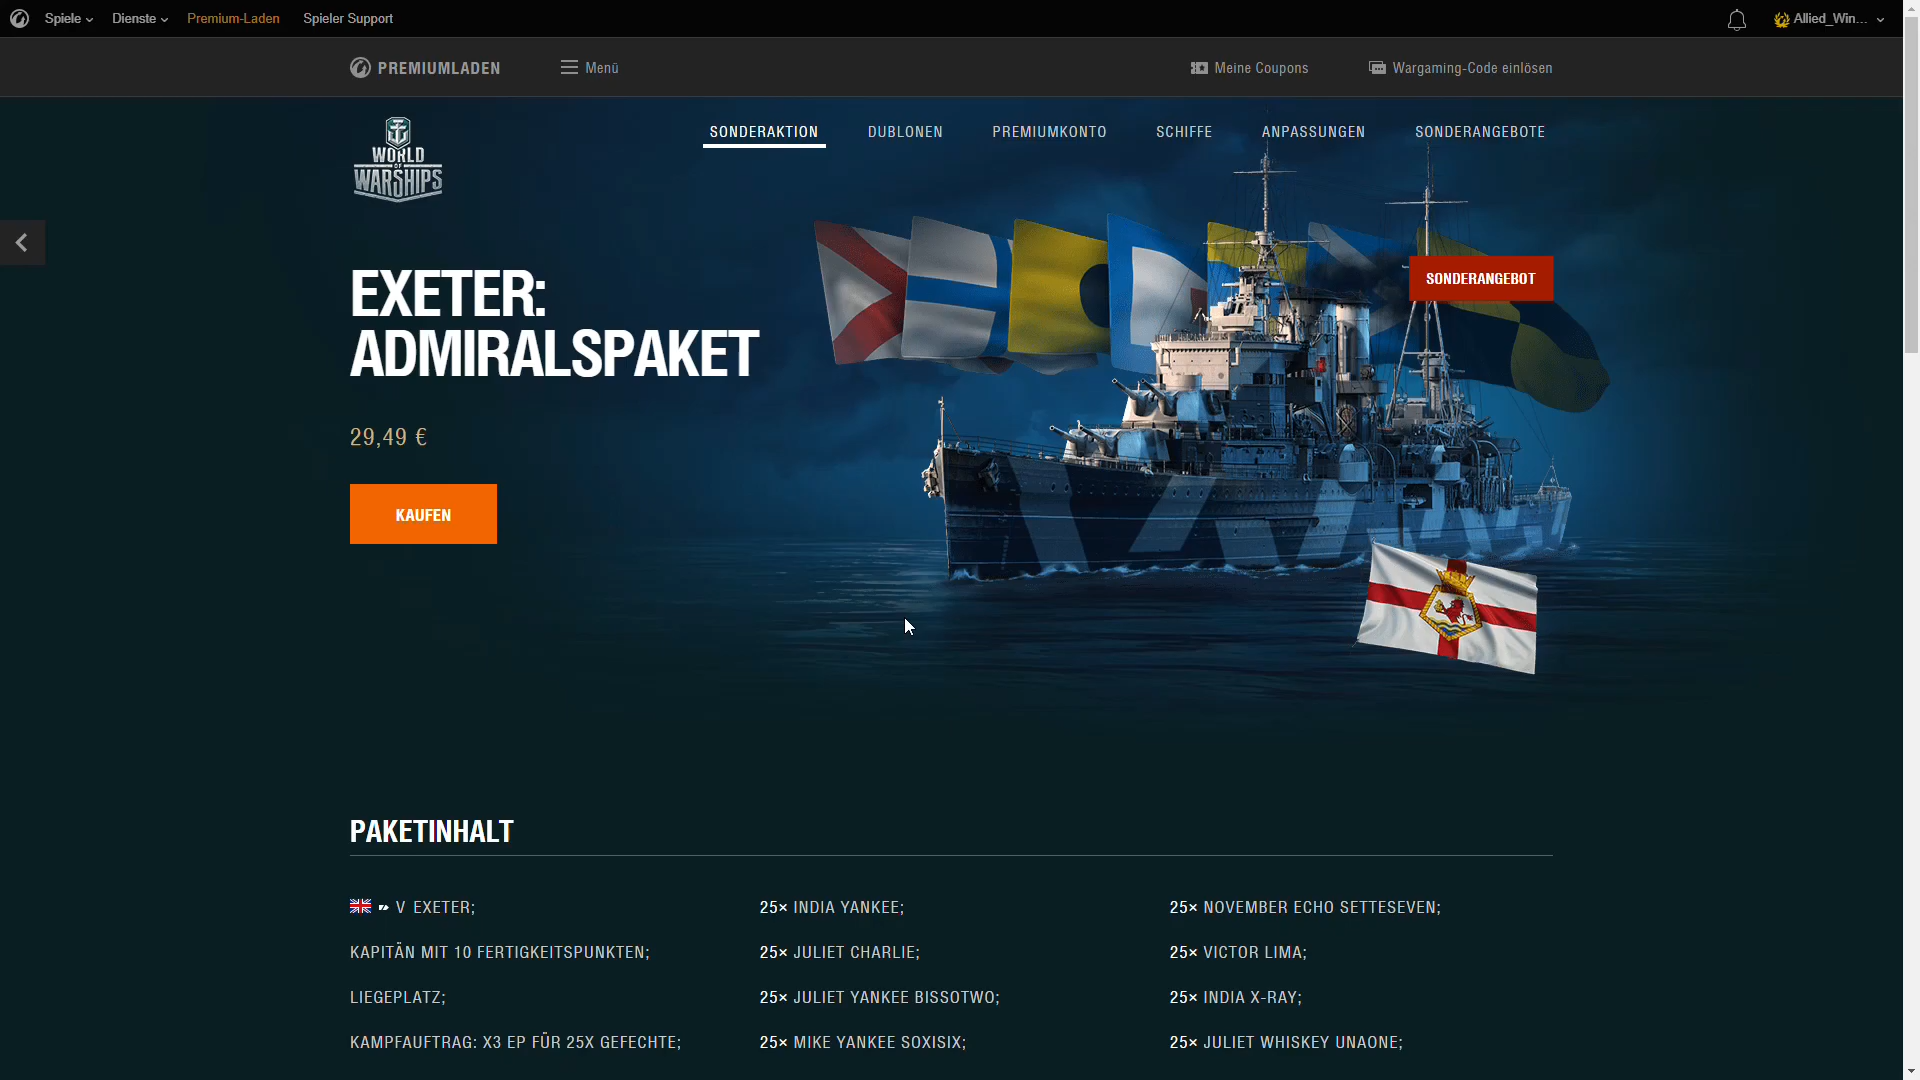 Spiele
Dienste
Premium-Laden
Spieler Support
Allied_Win...
PREMIUMLADEN
Menü
Meine Coupons
Wargaming-Code einlösen
WORLD
OF
WARSHIPS
SONDERAKTION
DUBLONEN
PREMIUMKONTO
SCHIFFE
ANPASSUNGEN
SONDERANGEBOTE
SONDERANGEBOT
EXETER:
ADMIRALSPAKET
29,49 €
KAUFEN
PAKETINHALT
V EXETER;
25× INDIA YANKEE;
25× NOVEMBER ECHO SETTESEVEN;
KAPITÄN MIT 10 FERTIGKEITSPUNKTEN;
25× JULIET CHARLIE;
25× VICTOR LIMA;
LIEGEPLATZ;
25× JULIET YANKEE BISSOTWO;
25× INDIA X-RAY;
KAMPFAUFTRAG: X3 EP FÜR 25X GEFECHTE;
25× MIKE YANKEE SOXISIX;
25× JULIET WHISKEY UNAONE;